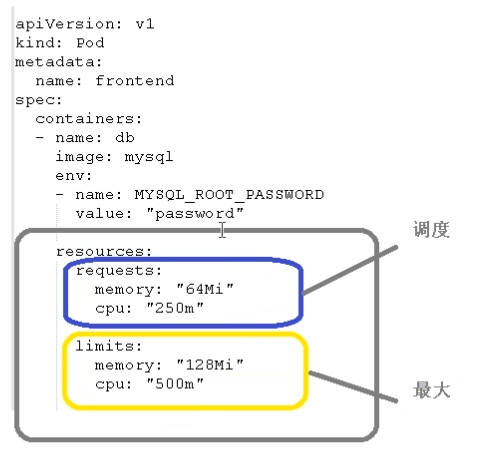 apiVersion: v1
kind: Pod
metadata:
  name: frontend
spec:
  containers:
  - name: db
    image: mysql
    env:
    - name: MYSQL_ROOT_PASSWORD
      value: "password"
    resources:
      requests:
        memory: "64Mi"
        cpu: "250m"
      limits:
        memory: "128Mi"
        cpu: "500m"
调度
最大